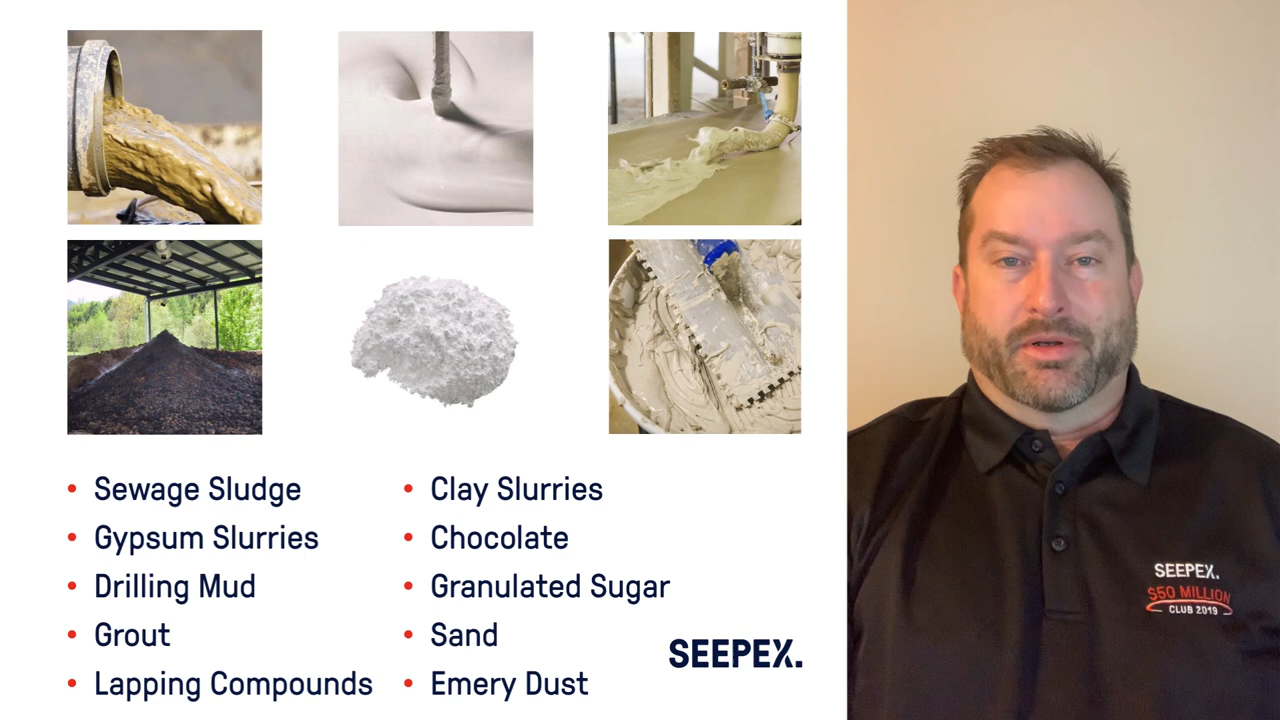 • Sewage Sludge
• Gypsum Slurries
• Drilling Mud
• Grout
• Lapping Compounds
• Clay Slurries
• Chocolate
• Granulated Sugar
• Sand
• Emery Dust
SEEPEX.
SEEPEX.
$50 MILLION
CLUB 2019